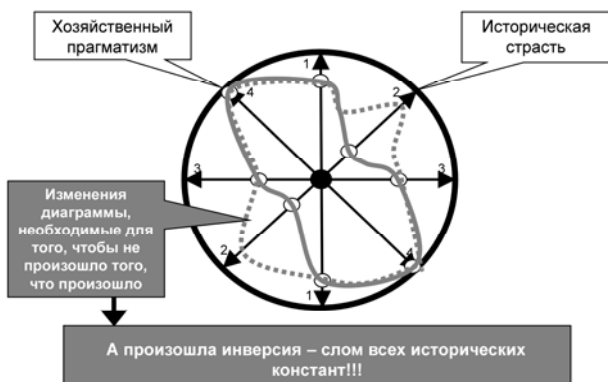 Хозяйственный
прагматизм
Историческая
страсть
1
2
4
3
3
Изменения
диаграммы,
необходимые для
того, чтобы не
произошло того,
что произошло
2
4
1
А произошла инверсия – слом всех исторических
констант!!!